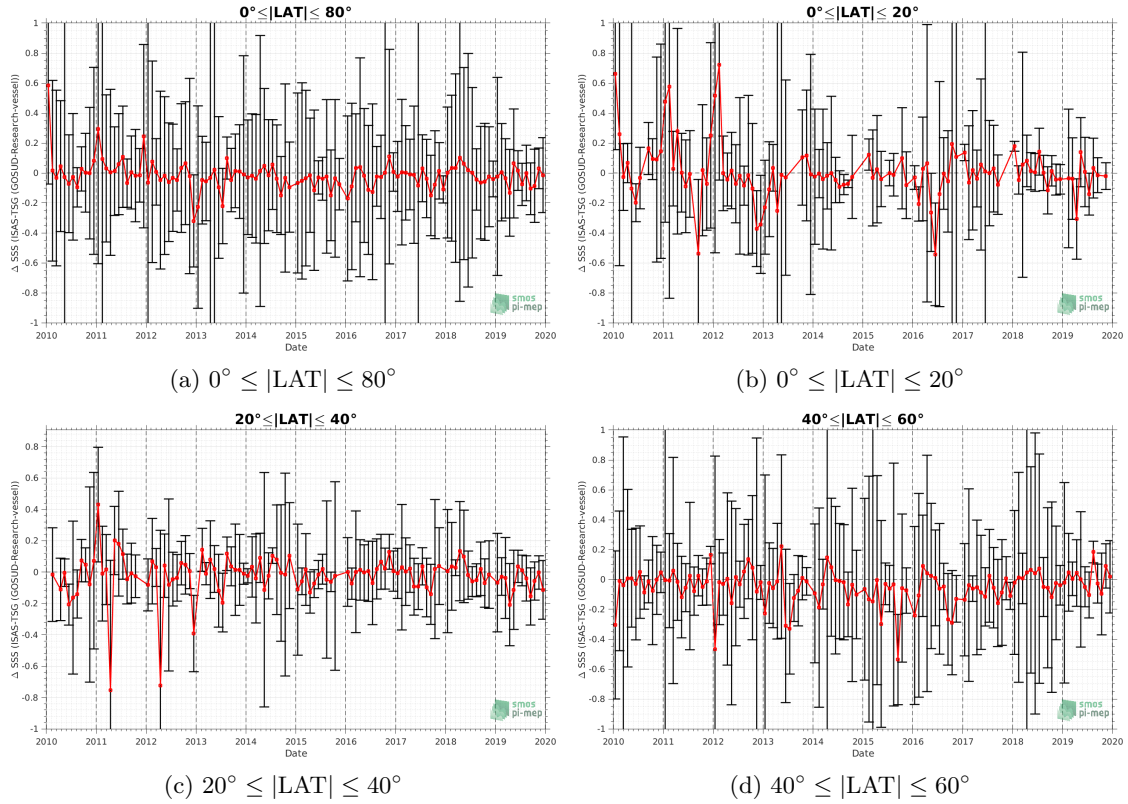 0°≤|LAT|≤ 80°
Δ SSS (ISAS-TSG (GOSUD-Research-vessel))
1
0.8
0.6
0.4
0.2
0
-0.2
-0.4
-0.6
-0.8
-1
2010 2011 2012 2013 2014 2015 2016 2017 2018 2019 2020
Date
smos
pi-mep
(a) 0° ≤ |LAT| ≤ 80°
0°≤|LAT|≤ 20°
Δ SSS (ISAS-TSG (GOSUD-Research-vessel))
1
0.8
0.6
0.4
0.2
0
-0.2
-0.4
-0.6
-0.8
-1
2010 2011 2012 2013 2014 2015 2016 2017 2018 2019 2020
Date
smos
pi-mep
(b) 0° ≤ |LAT| ≤ 20°
20°≤|LAT|≤ 40°
Δ SSS (ISAS-TSG (GOSUD-Research-vessel))
0.8
0.6
0.4
0.2
0
-0.2
-0.4
-0.6
-0.8
-1
2010 2011 2012 2013 2014 2015 2016 2017 2018 2019 2020
Date
smos
pi-mep
(c) 20° ≤ |LAT| ≤ 40°
40°≤|LAT|≤ 60°
Δ SSS (ISAS-TSG (GOSUD-Research-vessel))
1
0.8
0.6
0.4
0.2
0
-0.2
-0.4
-0.6
-0.8
-1
2010 2011 2012 2013 2014 2015 2016 2017 2018 2019 2020
Date
smos
pi-mep
(d) 40° ≤ |LAT| ≤ 60°